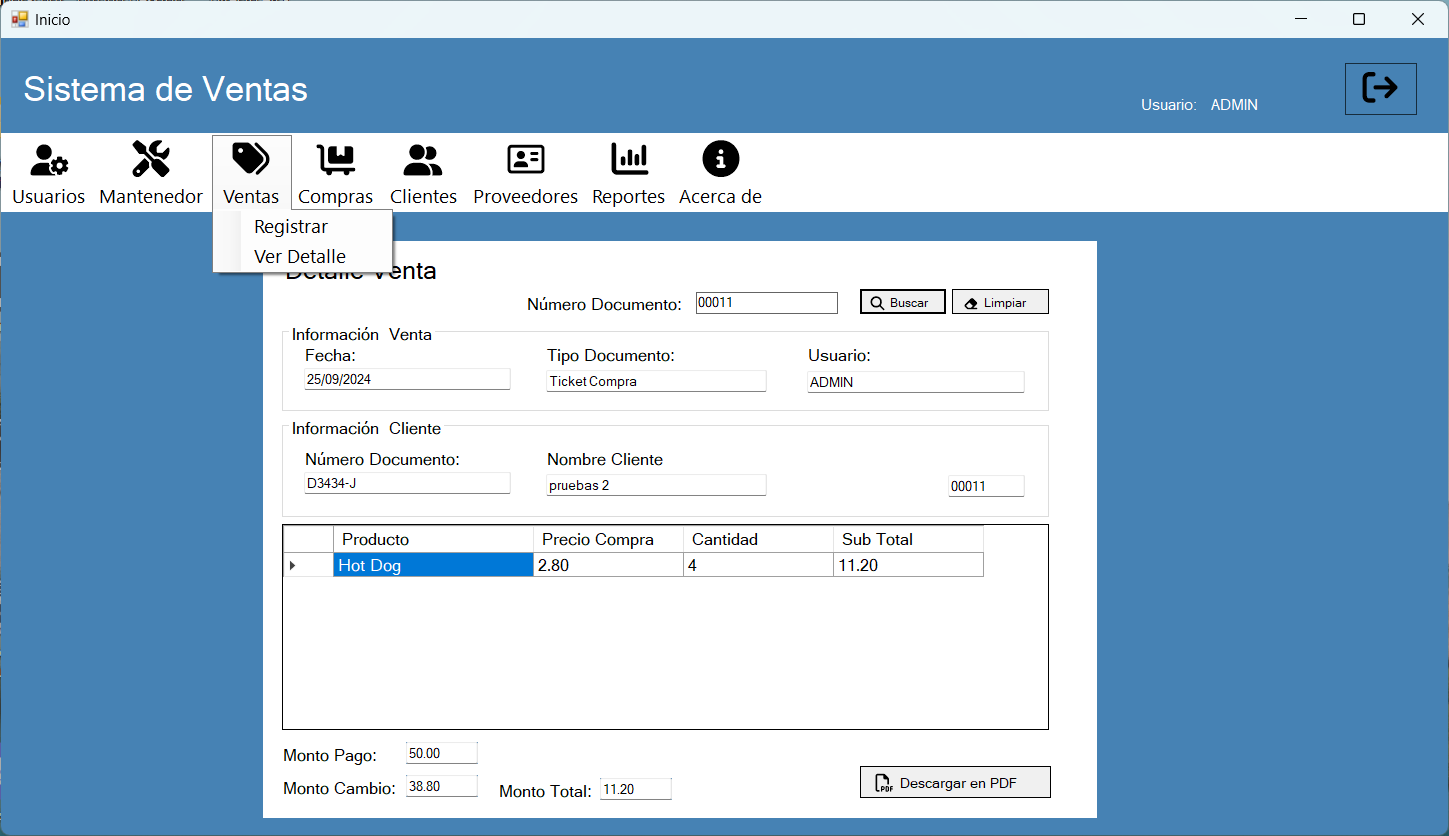 Inicio
Sistema de Ventas
Usuario: ADMIN
Usuarios Mantenedor Ventas Compras Clientes Proveedores Reportes Acerca de
Registrar
Ver Detalle
Detalle Venta
Número Documento: 00011 Buscar Limpiar
Información Venta
Fecha: Tipo Documento: Usuario:
25/09/2024 Ticket Compra ADMIN
Información Cliente
Número Documento: Nombre Cliente
D3434-J pruebas 2 00011
Producto Precio Compra Cantidad Sub Total
Hot Dog 2.80 4 11.20
Monto Pago: 50.00
Monto Cambio: 38.80 Monto Total: 11.20 PDF Descargar en PDF